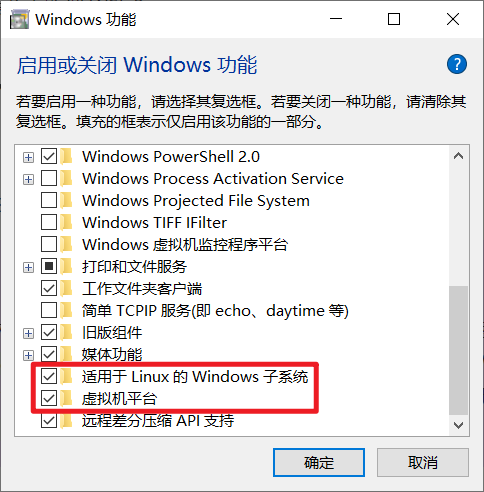 Windows 功能
启用或关闭 Windows 功能
?
若要启用一种功能，请选择其复选框。若要关闭一种功能，请清除其
复选框。填充的框表示仅启用该功能的一部分。
Windows PowerShell 2.0
Windows Process Activation Service
Windows Projected File System
Windows TIFF IFilter
Windows 虚拟机监控程序平台
打印和文件服务
工作文件夹客户端
简单 TCPIP 服务(即 echo、daytime 等)
旧版组件
媒体功能
适用于 Linux 的 Windows 子系统
虚拟机平台
远程差分压缩 API 支持
确定
取消